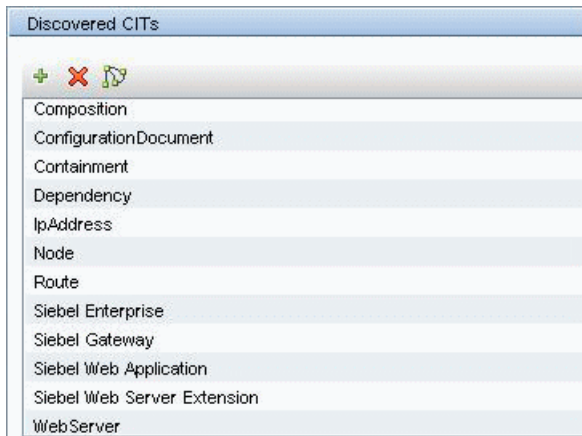 Discovered CITs
Composition
ConfigurationDocument
Containment
Dependency
IpAddress
Node
Route
Siebel Enterprise
Siebel Gateway
Siebel Web Application
Siebel Web Server Extension
WebServer